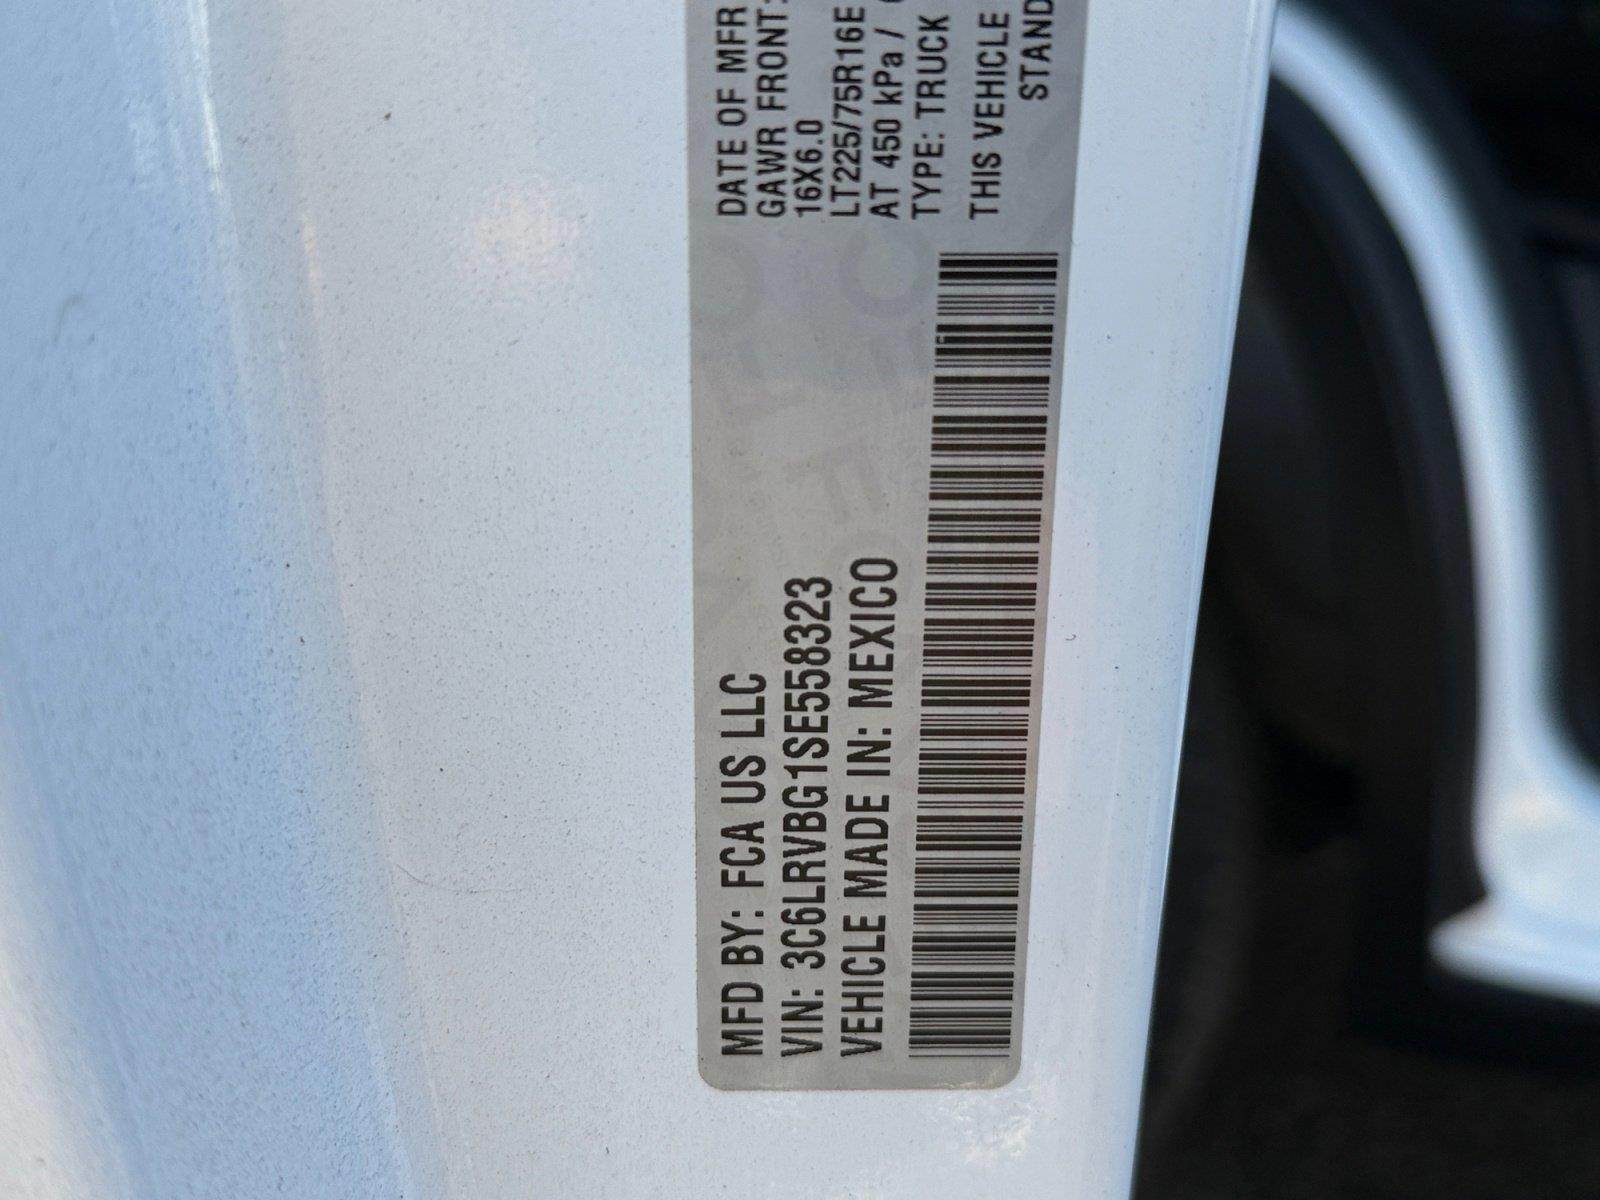 MFD BY: FCA US LLC
VIN: 3C6LRVBG1SE558323
VEHICLE MADE IN: MEXICO
DATE OF MFR
GAWR FRONT:
16X6.0
LT225/75R16E
AT 450 kPa /
TYPE: TRUCK
THIS VEHICLE
STAND